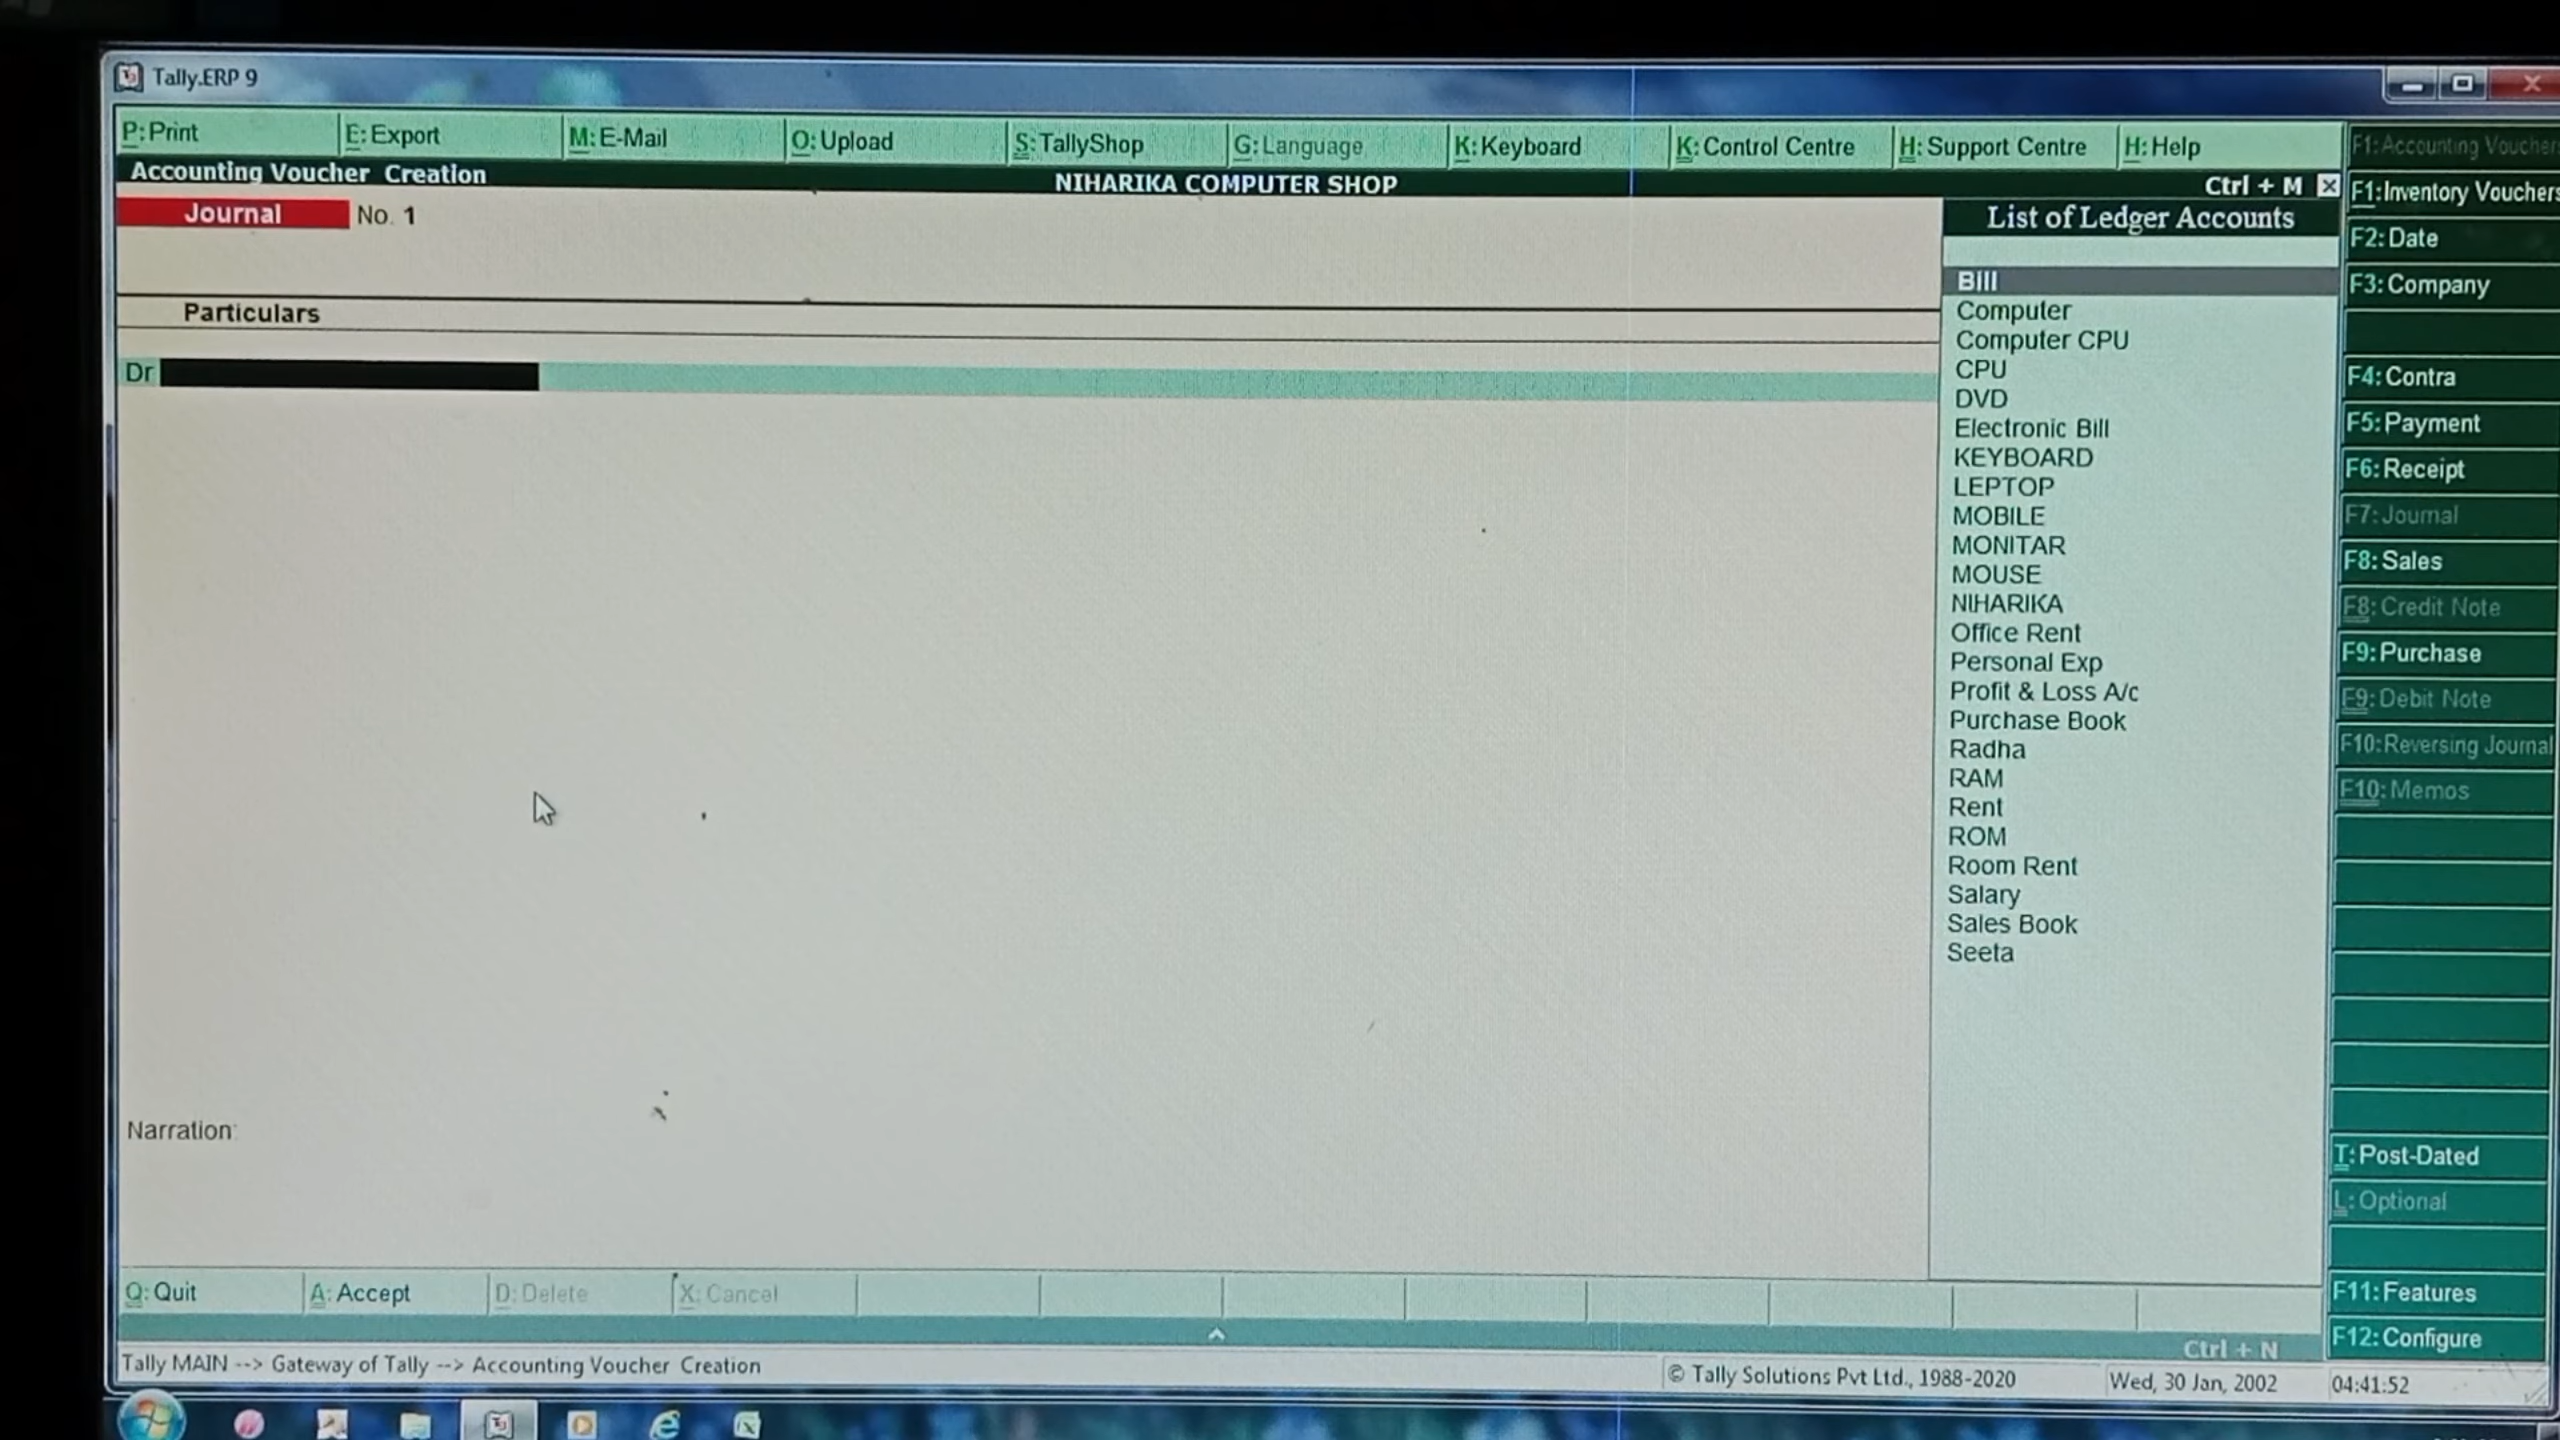 Tally.ERP 9
P: Print
E: Export
M: E-Mail
O: Upload
S: TallyShop
G: Language
K: Keyboard
K: Control Centre
H: Support Centre
H: Help
Accounting Voucher Creation
NIHARIKA COMPUTER SHOP
Ctrl + M
Journal No. 1
Particulars
Dr
Narration:
List of Ledger Accounts
Bill
Computer
Computer CPU
CPU
DVD
Electronic Bill
KEYBOARD
LEPTOP
MOBILE
MONITAR
MOUSE
NIHARIKA
Office Rent
Personal Exp
Profit & Loss A/c
Purchase Book
Radha
RAM
Rent
ROM
Room Rent
Salary
Sales Book
Seeta
F1: Accounting Vouchers
F1: Inventory Vouchers
F2: Date
F3: Company
F4: Contra
F5: Payment
F6: Receipt
F7: Journal
F8: Sales
F8: Credit Note
F9: Purchase
F9: Debit Note
F10: Reversing Journal
F10: Memos
T: Post-Dated
L: Optional
F11: Features
F12: Configure
Q: Quit
A: Accept
D: Delete
X: Cancel
Ctrl + N
Tally MAIN --> Gateway of Tally --> Accounting Voucher Creation
© Tally Solutions Pvt Ltd., 1988-2020
Wed, 30 Jan, 2002
04:41:52